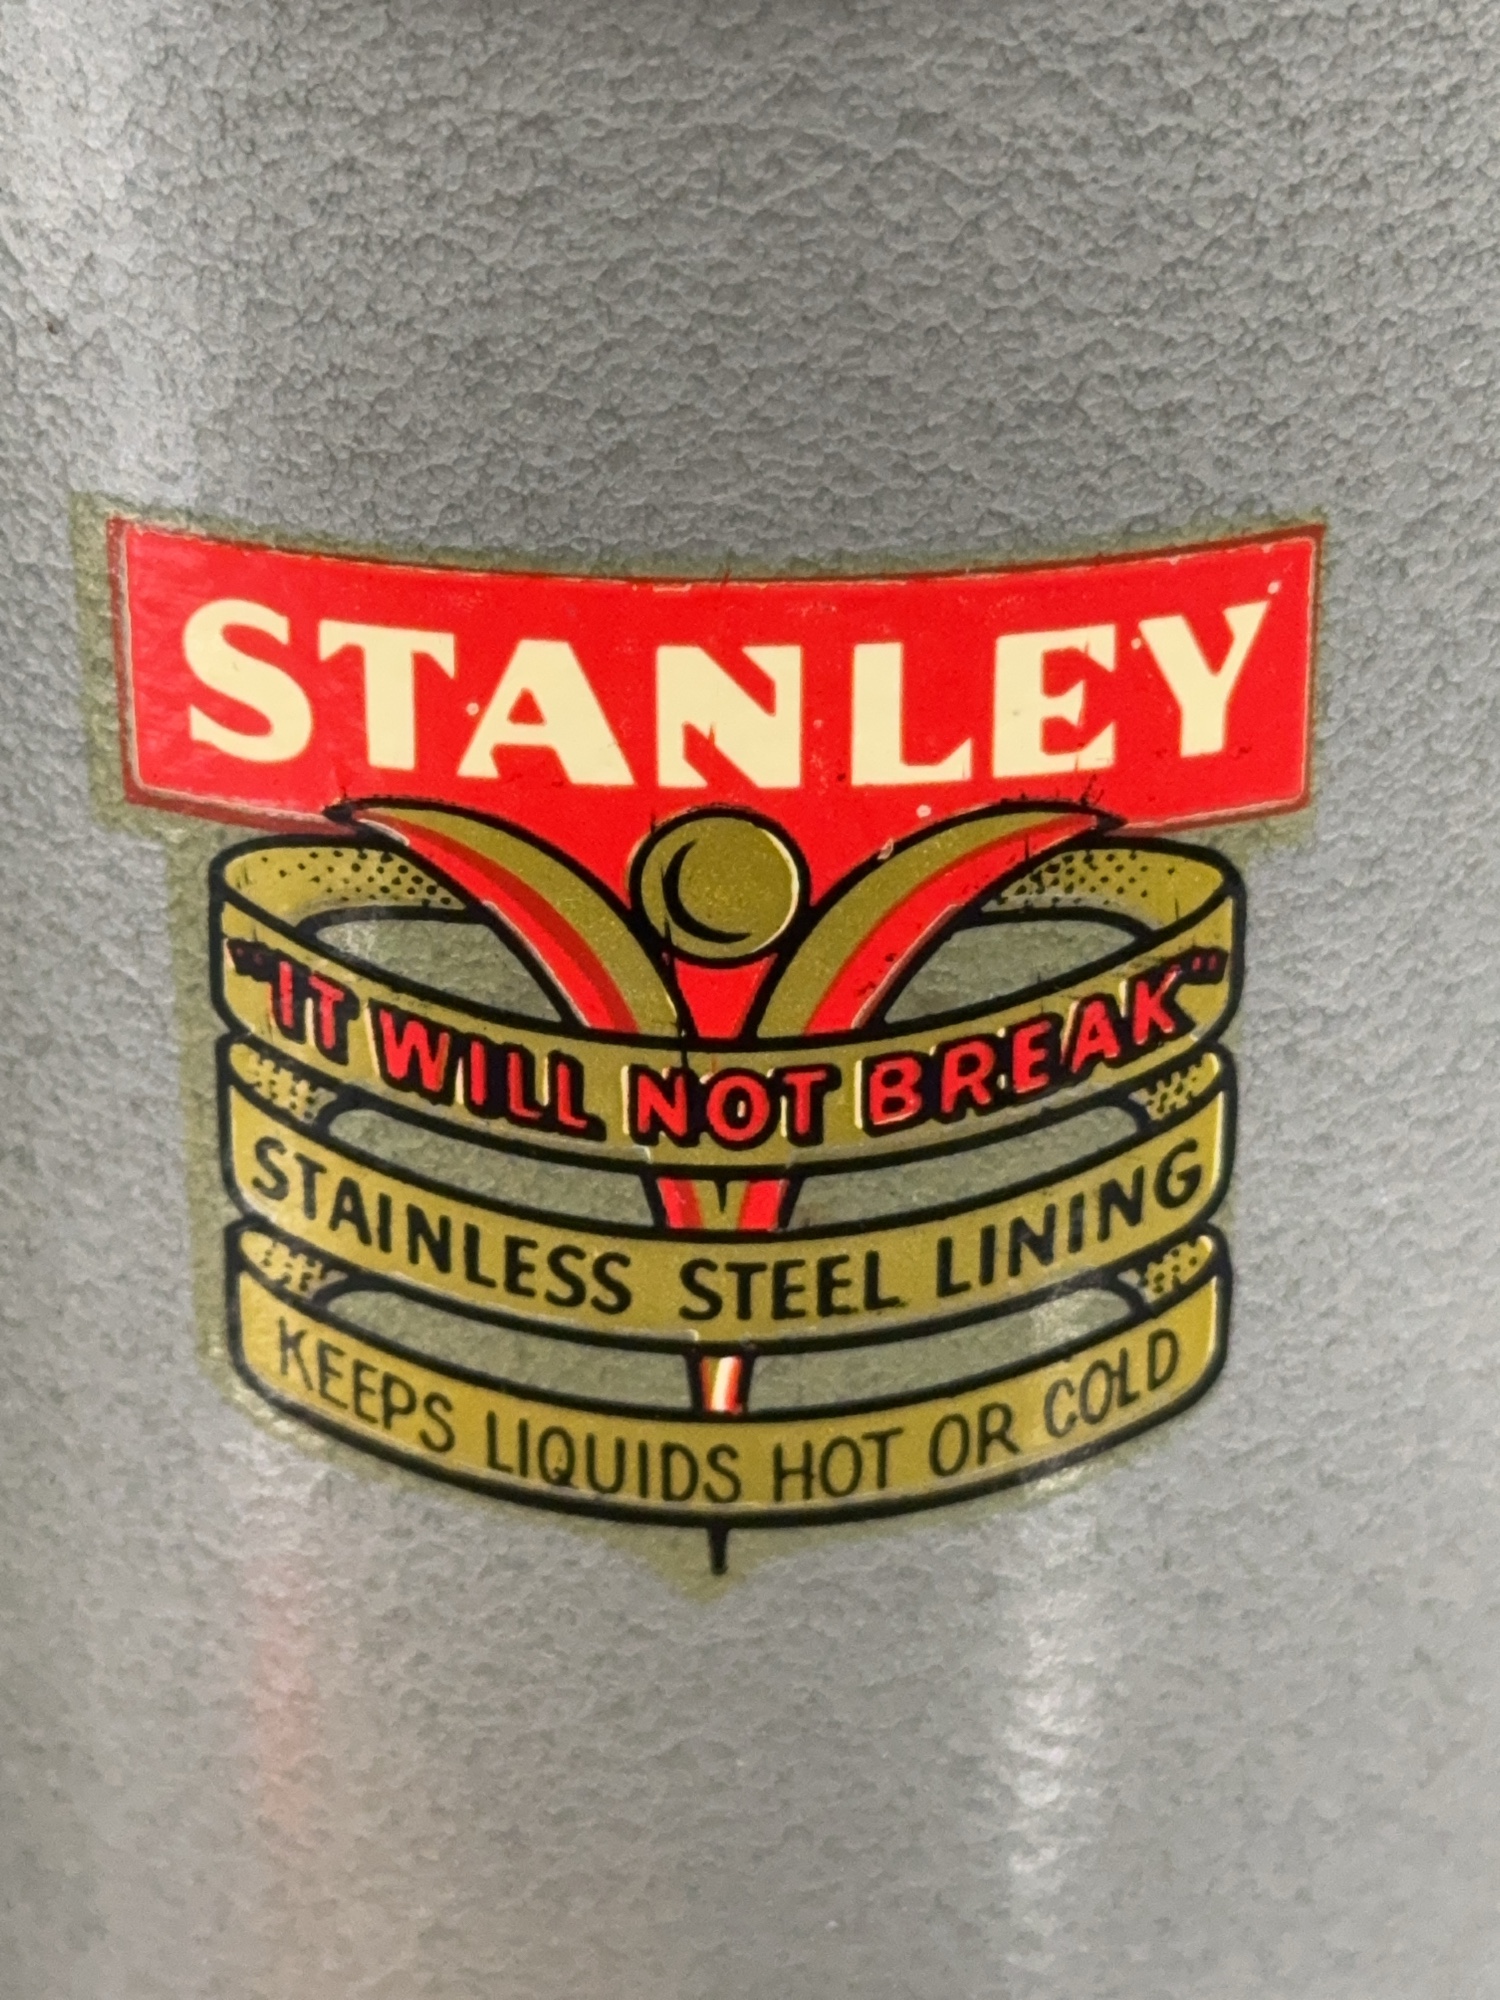 STANLEY
"IT WILL NOT BREAK"
STAINLESS STEEL LINING
KEEPS LIQUIDS HOT OR COLD